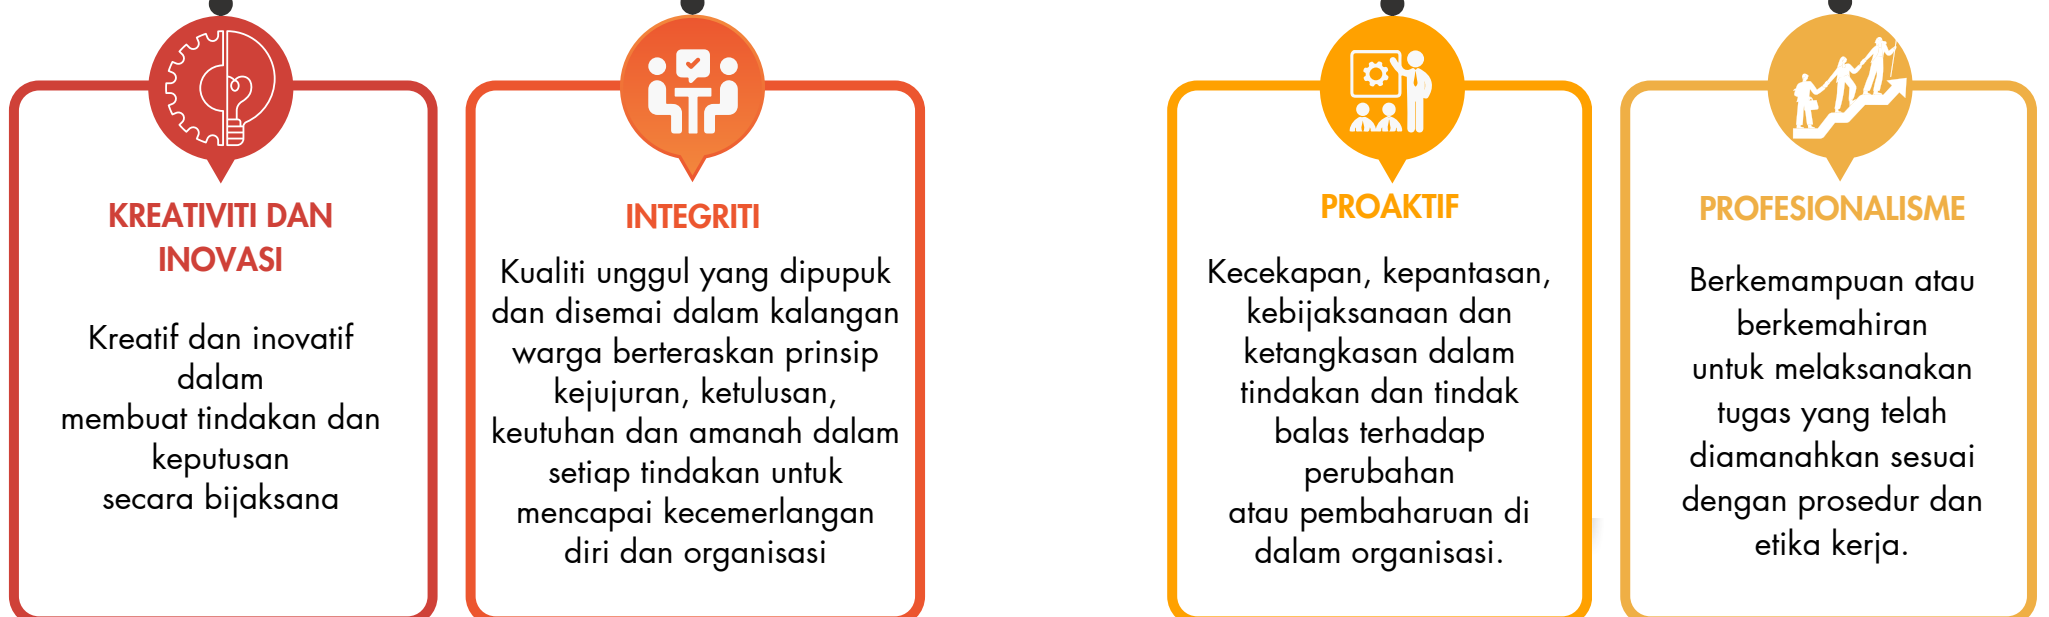 KREATIVITI DAN
INOVASI
Kreatif dan inovatif
dalam
membuat tindakan dan
keputusan
secara bijaksana
INTEGRITI
Kualiti unggul yang dipupuk
dan disemai dalam kalangan
warga berteraskan prinsip
kejujuran, ketulusan,
keutuhan dan amanah dalam
setiap tindakan untuk
mencapai kecemerlangan
diri dan organisasi
PROAKTIF
Kecekapan, kepantasan,
kebijaksanaan dan
ketangkasan dalam
tindakan dan tindak
balas terhadap
perubahan
atau pembaharuan di
dalam organisasi.
PROFESIONALISME
Berkemampuan atau
berkemahiran
untuk melaksanakan
tugas yang telah
diamanahkan sesuai
dengan prosedur dan
etika kerja.